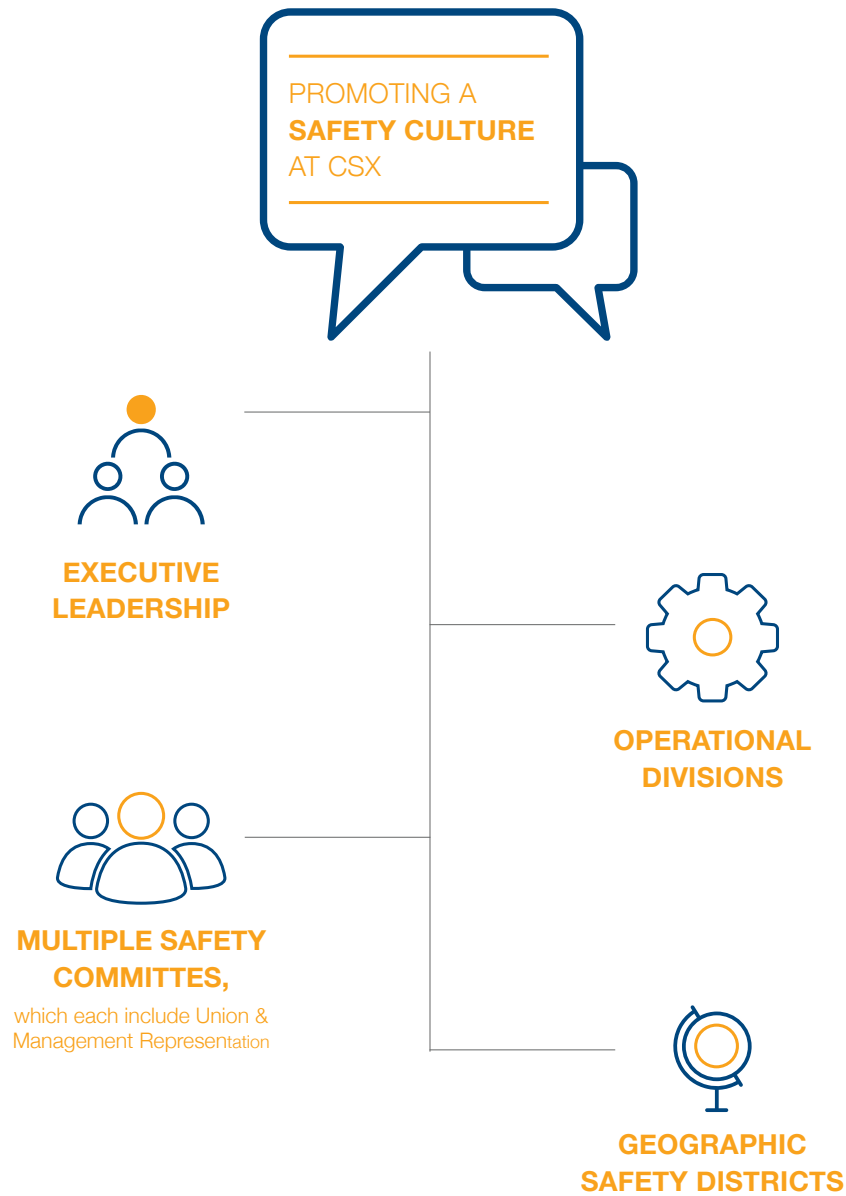 PROMOTING A
SAFETY CULTURE
AT CSX
EXECUTIVE
LEADERSHIP
OPERATIONAL
DIVISIONS
MULTIPLE SAFETY
COMMITTES,
which each include Union &
Management Representation
GEOGRAPHIC
SAFETY DISTRICTS